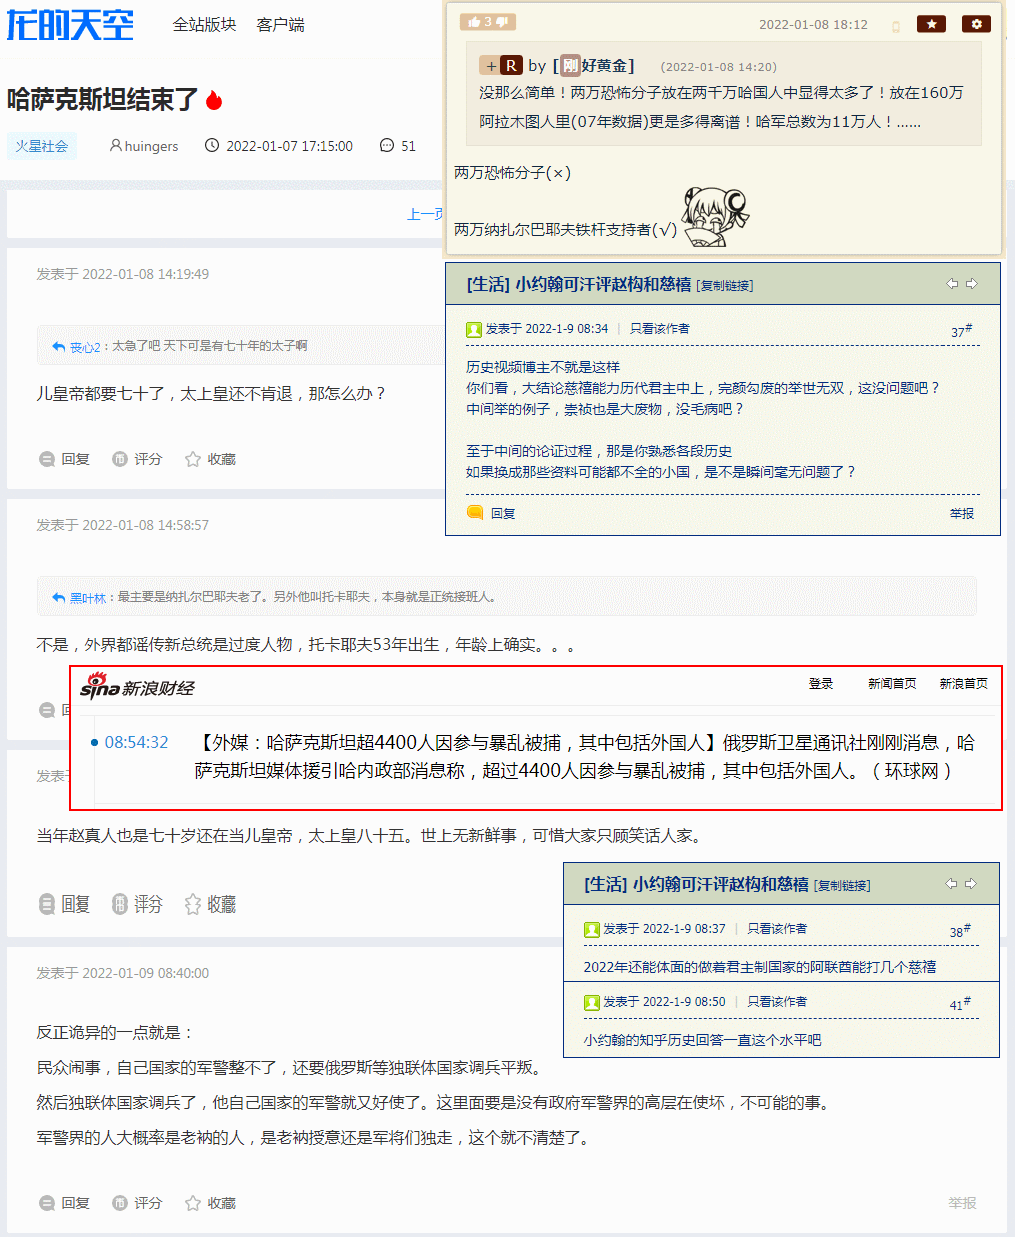 龙的天空
全站版块 客户端
哈萨克斯坦结束了
火星社会 huingers 2022-01-07 17:15:00 51
上一页
发表于 2022-01-08 14:19:49
丧心2：太急了吧 天下可是有七十年的太子啊
儿皇帝都要七十了，太上皇还不肯退，那怎么办？
回复 评分 收藏
发表于 2022-01-08 14:58:57
黑叶林：最主要是纳扎尔巴耶夫老了。另外他叫托卡耶夫，本身就是正统接班人。
不是，外界都谣传新总统是过度人物，托卡耶夫53年出生，年龄上确实。。。
发表于
当年赵真人也是七十岁还在当儿皇帝，太上皇八十五。世上无新鲜事，可惜大家只顾笑话人家。
回复 评分 收藏
发表于 2022-01-09 08:40:00
反正诡异的一点就是：
民众闹事，自己国家的军警整不了，还要俄罗斯等独联体国家调兵平叛。
然后独联体国家调兵了，他自己国家的军警就又好使了。这里面要是没有政府军警界的高层在使坏，不可能的事。
军警界的人大概率是老衲的人，是老衲授意还是军将们独走，这个就不清楚了。
回复 评分 收藏 举报
3 2022-01-08 18:12
+ R by [刚好黄金] (2022-01-08 14:20)
没那么简单！两万恐怖分子放在两千万哈国人中显得太多了！放在160万
阿拉木图人里(07年数据)更是多得离谱！哈军总数为11万人！......
两万恐怖分子(×)
两万纳扎尔巴耶夫铁杆支持者(√)
[生活] 小约翰可汗评赵构和慈禧 [复制链接]
发表于 2022-1-9 08:34 | 只看该作者 37#
历史视频博主不就是这样
你们看，大结论慈禧能力历代君主中上，完颜勾废的举世无双，这没问题吧？
中间举的例子，崇祯也是大废物，没毛病吧？
至于中间的论证过程，那是你熟悉各段历史
如果换成那些资料可能都不全的小国，是不是瞬间毫无问题了？
回复 举报
sina新浪财经 登录 新闻首页 新浪首页
08:54:32 【外媒：哈萨克斯坦超4400人因参与暴乱被捕，其中包括外国人】俄罗斯卫星通讯社刚刚消息，哈
萨克斯坦媒体援引哈内政部消息称，超过4400人因参与暴乱被捕，其中包括外国人。（环球网）
[生活] 小约翰可汗评赵构和慈禧 [复制链接]
发表于 2022-1-9 08:37 | 只看该作者 38#
2022年还能体面的做着君主制国家的阿联酋能打几个慈禧
发表于 2022-1-9 08:50 | 只看该作者 41#
小约翰的知乎历史回答一直这个水平吧